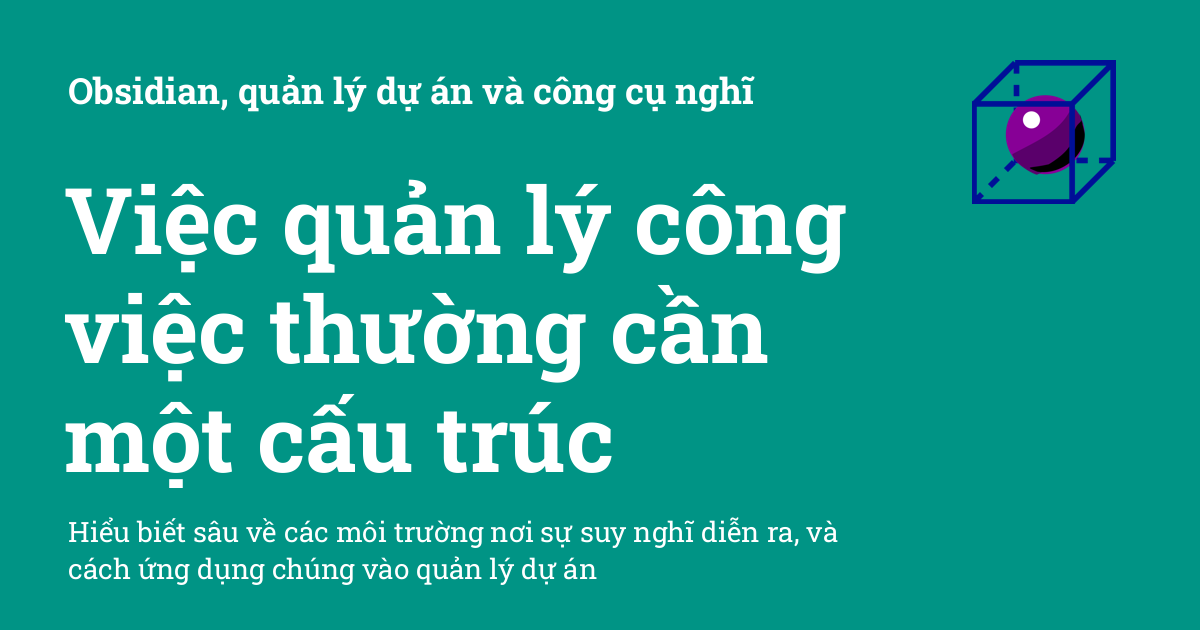 Obsidian, quản lý dự án và công cụ nghĩ
Việc quản lý công
việc thường cần
một cấu trúc
Hiểu biết sâu về các môi trường nơi sự suy nghĩ diễn ra, và
cách ứng dụng chúng vào quản lý dự án